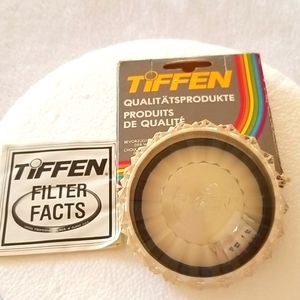 TiFFEN
QUALITÄTSPRODUKTE
PRODUITS
DE QUALITÉ
TiFFEN
FILTER
FACTS